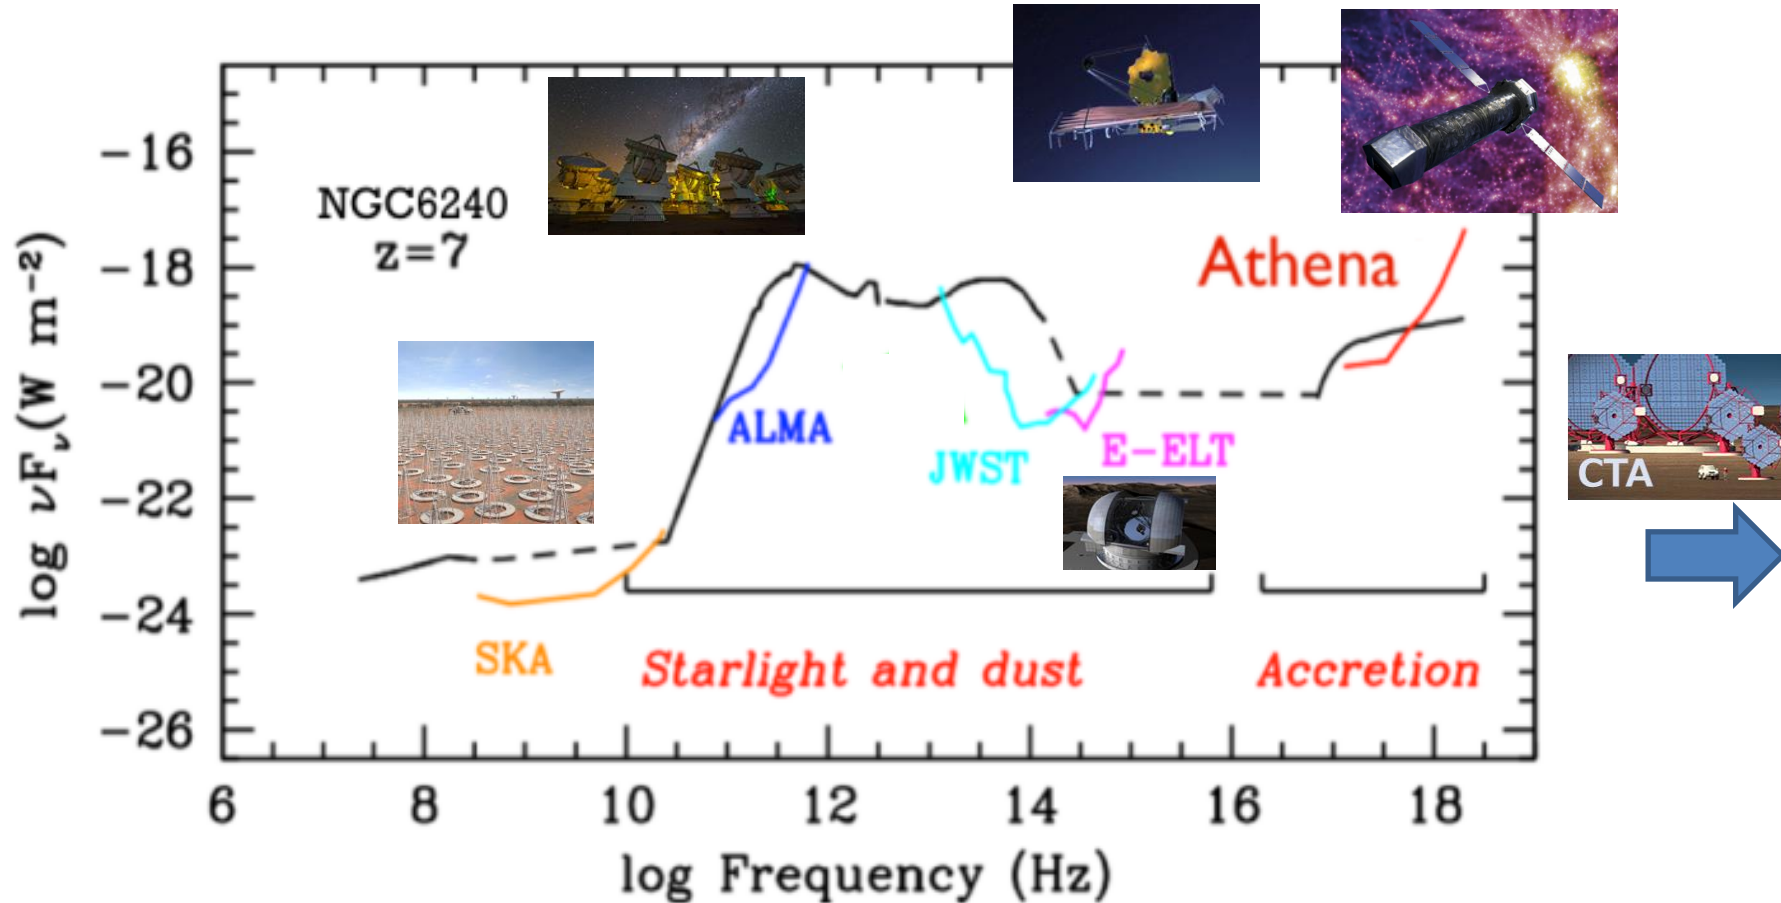 NGC6240
z=7
Athena
ALMA
JWST
E-ELT
CTA
SKA
Starlight and dust
Accretion
-16
-18
-20
-22
-24
-26
log νFν(W m⁻²)
6 8 10 12 14 16 18
log Frequency (Hz)